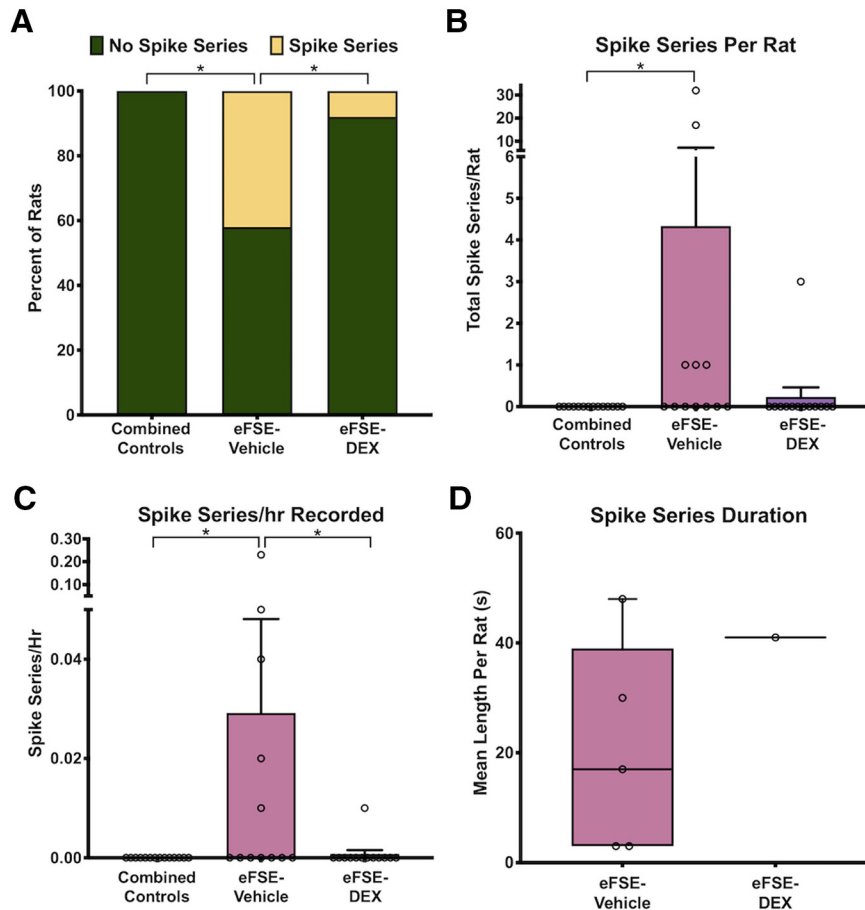 A
No Spike Series Spike Series
* *
Percent of Rats
100
80
60
40
20
0
Combined Controls
eFSE-Vehicle
eFSE-DEX
B
Spike Series Per Rat
*
Total Spike Series/Rat
30
20
10
6
5
4
3
2
1
0
Combined Controls
eFSE-Vehicle
eFSE-DEX
C
Spike Series/hr Recorded
* *
Spike Series/Hr
0.30
0.20
0.10
0.04
0.02
0.00
Combined Controls
eFSE-Vehicle
eFSE-DEX
D
Spike Series Duration
Mean Length Per Rat (s)
60
40
20
0
eFSE-Vehicle
eFSE-DEX